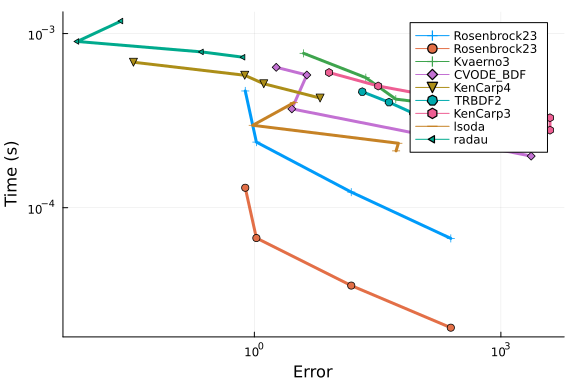 Time (s)
10⁻³
10⁻⁴
10⁰
10³
Error
Rosenbrock23
Rosenbrock23
Kvaerno3
CVODE_BDF
KenCarp4
TRBDF2
KenCarp3
lsoda
radau